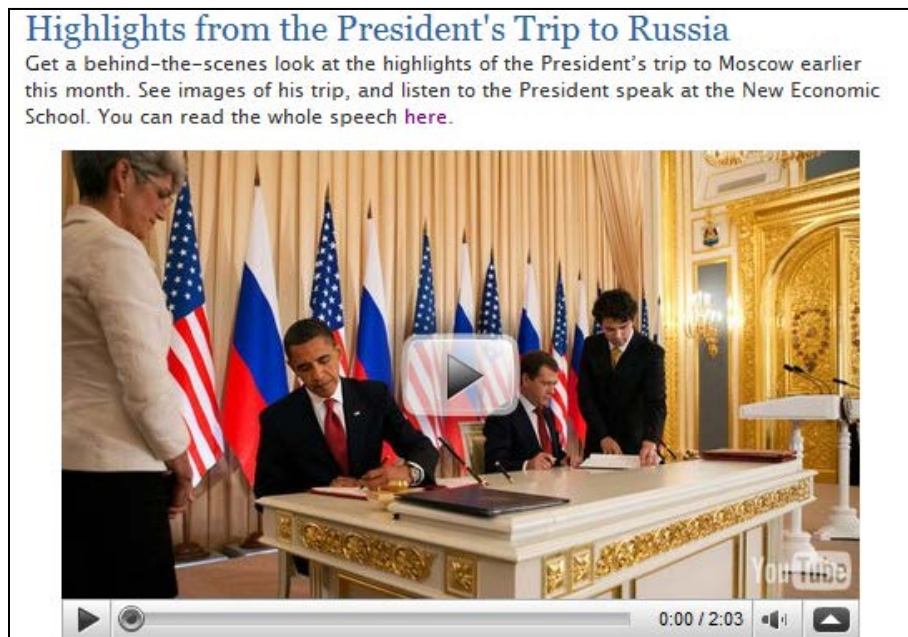 Highlights from the President's Trip to Russia
Get a behind-the-scenes look at the highlights of the President's trip to Moscow earlier
this month. See images of his trip, and listen to the President speak at the New Economic
School. You can read the whole speech here.
YouTube
0:00 / 2:03